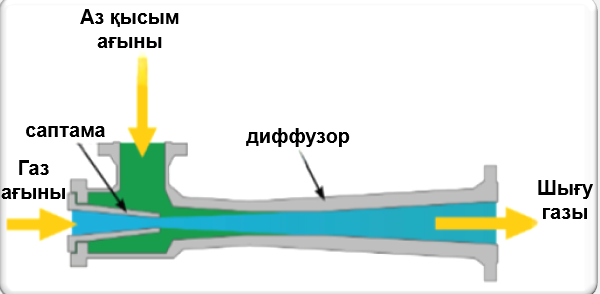 Аз қысым
ағыны
саптама
диффузор
Газ
ағыны
Шығу
газы